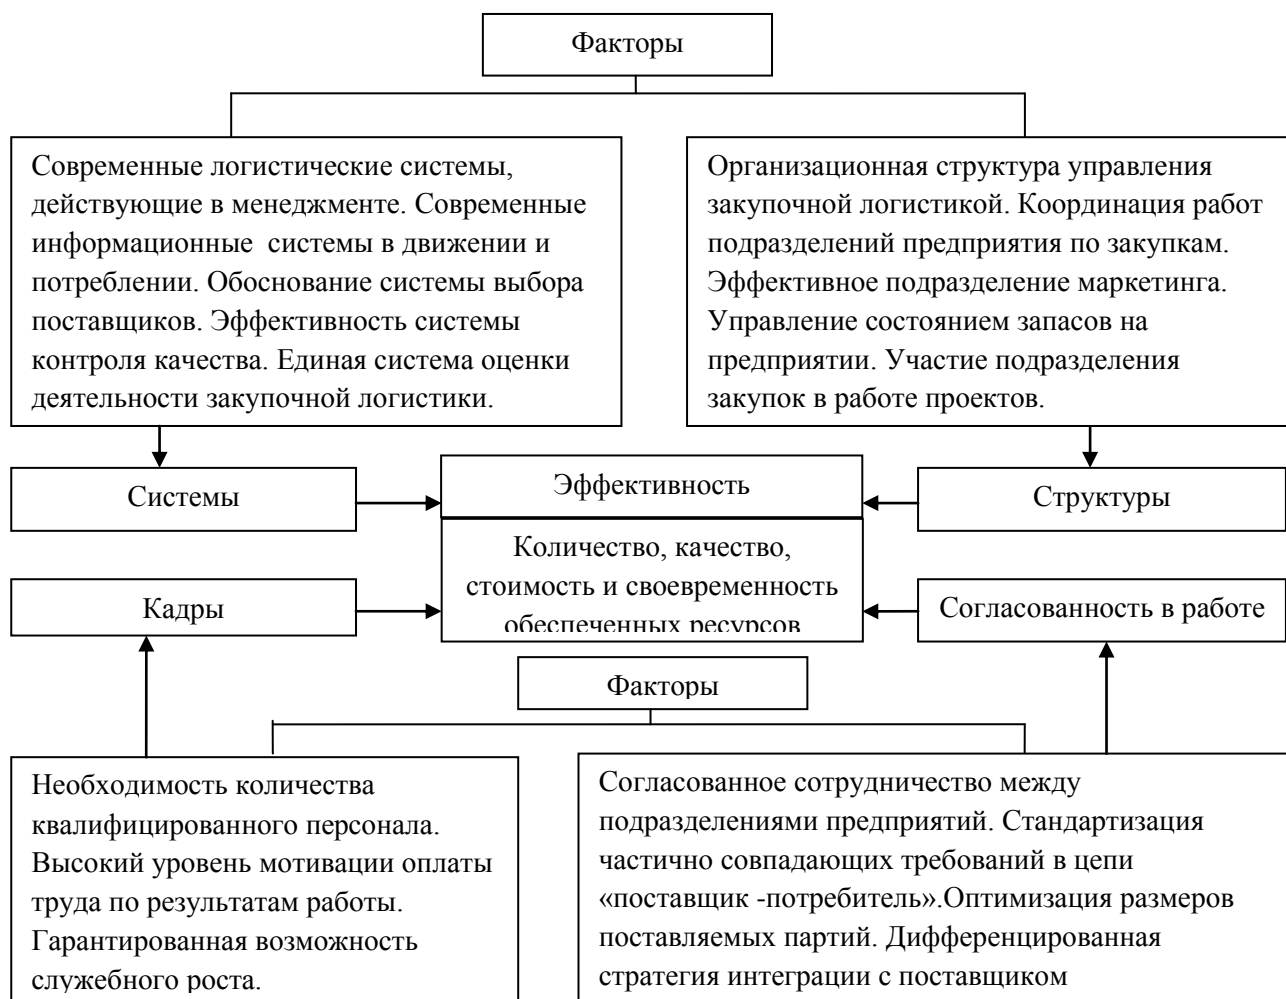 Факторы
Современные логистические системы,
действующие в менеджменте. Современные
информационные  системы в движении и
потреблении. Обоснование системы выбора
поставщиков. Эффективность системы
контроля качества. Единая система оценки
деятельности закупочной логистики.
Организационная структура управления
закупочной логистикой. Координация работ
подразделений предприятия по закупкам.
Эффективное подразделение маркетинга.
Управление состоянием запасов на
предприятии. Участие подразделения
закупок в работе проектов.
Системы
Эффективность
Структуры
Количество, качество,
стоимость и своевременность
обеспеченных ресурсов
Кадры
Согласованность в работе
Факторы
Необходимость количества
квалифицированного персонала.
Высокий уровень мотивации оплаты
труда по результатам работы.
Гарантированная возможность
служебного роста.
Согласованное сотрудничество между
подразделениями предприятий. Стандартизация
частично совпадающих требований в цепи
«поставщик -потребитель».Оптимизация размеров
поставляемых партий. Дифференцированная
стратегия интеграции с поставщиком